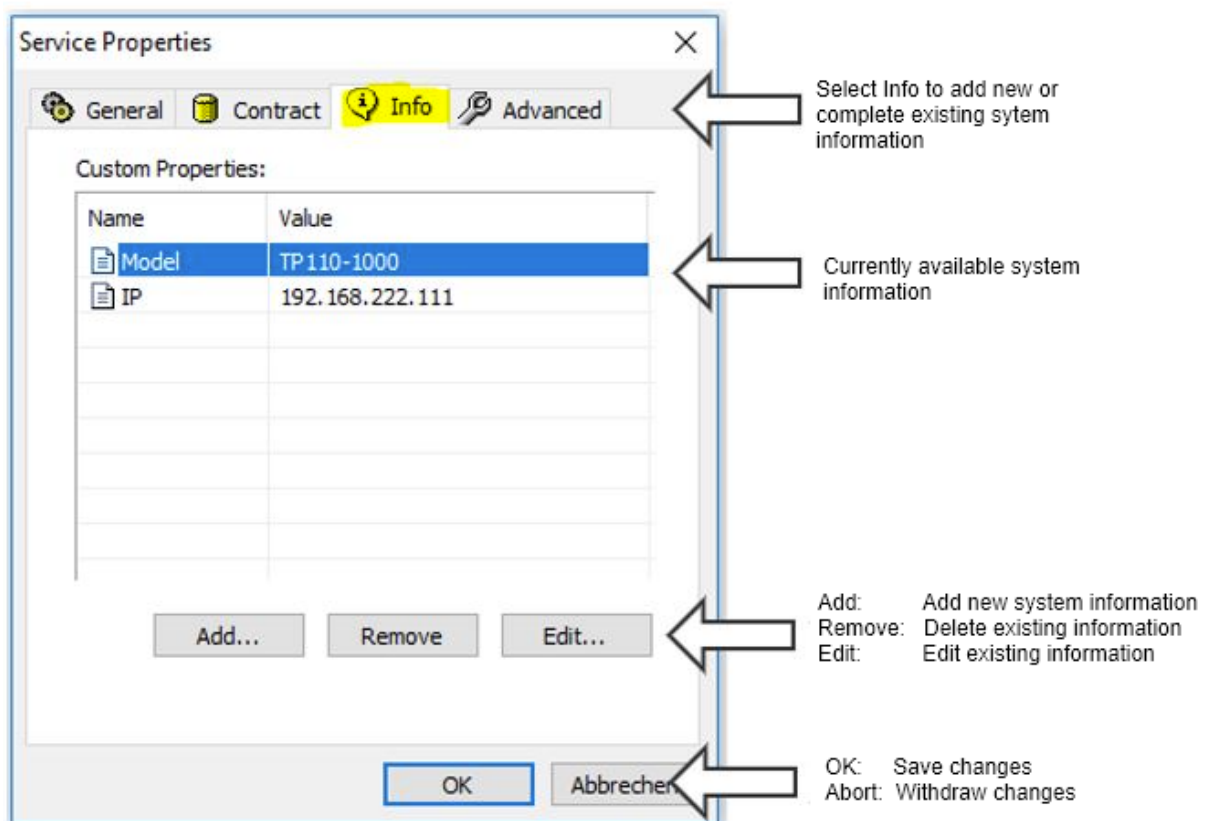 Service Properties
General Contract Info Advanced
Select Info to add new or
complete existing sytem
information
Custom Properties:
Name Value
Model TP110-1000
IP 192.168.222.111
Currently available system
information
Add... Remove Edit...
Add: Add new system information
Remove: Delete existing information
Edit: Edit existing information
OK Abbrechen
OK: Save changes
Abort: Withdraw changes